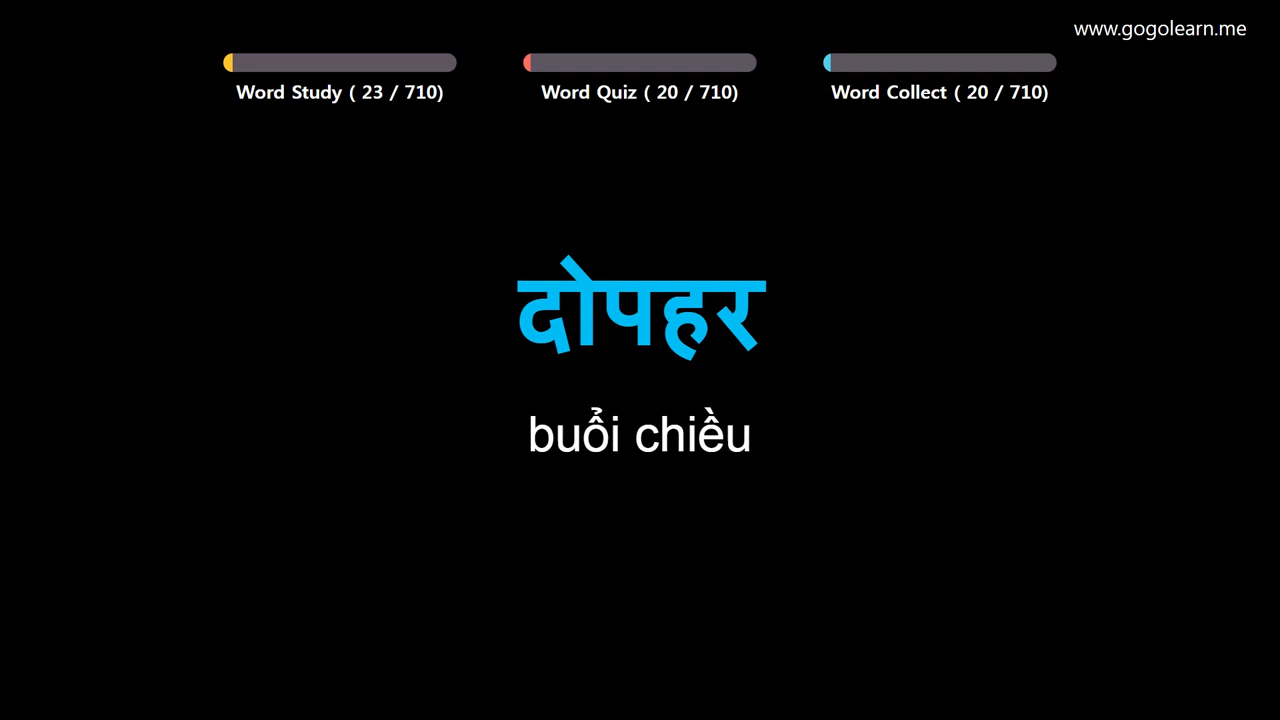 www.gogolearn.me
Word Study ( 23 / 710)
Word Quiz ( 20 / 710)
Word Collect ( 20 / 710)
दोपहर
buổi chiều